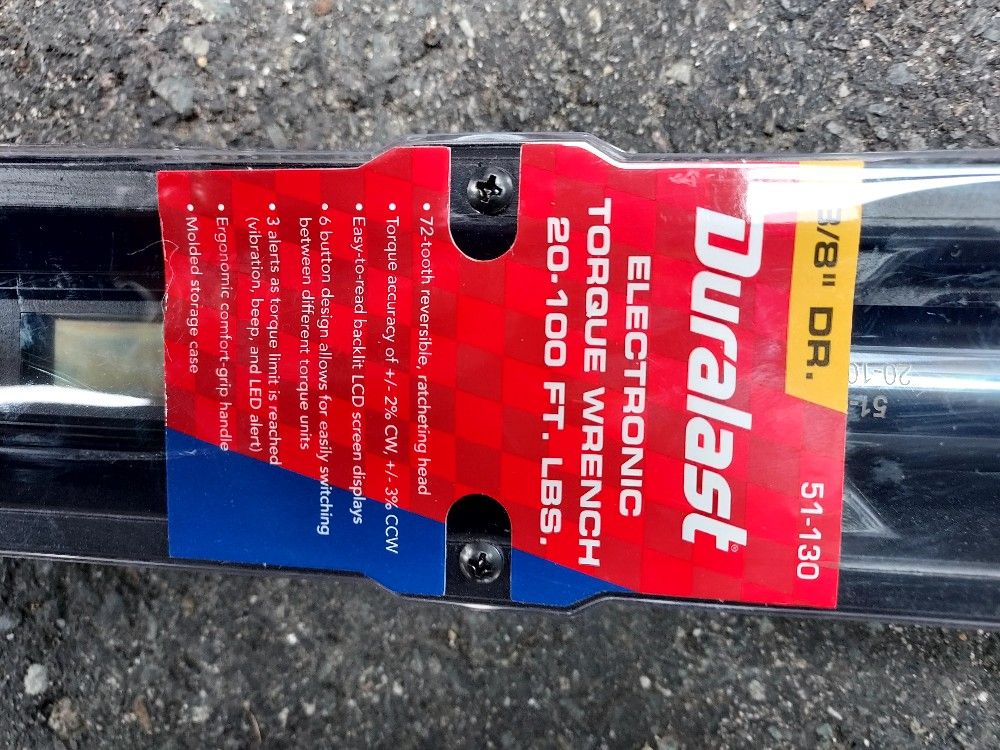 3/8" DR.
51-130
Duralast®
ELECTRONIC
TORQUE WRENCH
20-100 FT. LBS.
• 72-tooth reversible, ratcheting head
• Torque accuracy of +/- 2% CW, +/- 3% CCW
• Easy-to-read backlit LCD screen displays
• 6 button design allows for easily switching
between different torque units
• 3 alerts as torque limit is reached
(vibration, beep, and LED alert)
• Ergonomic comfort-grip handle
• Molded storage case
20-10
51-